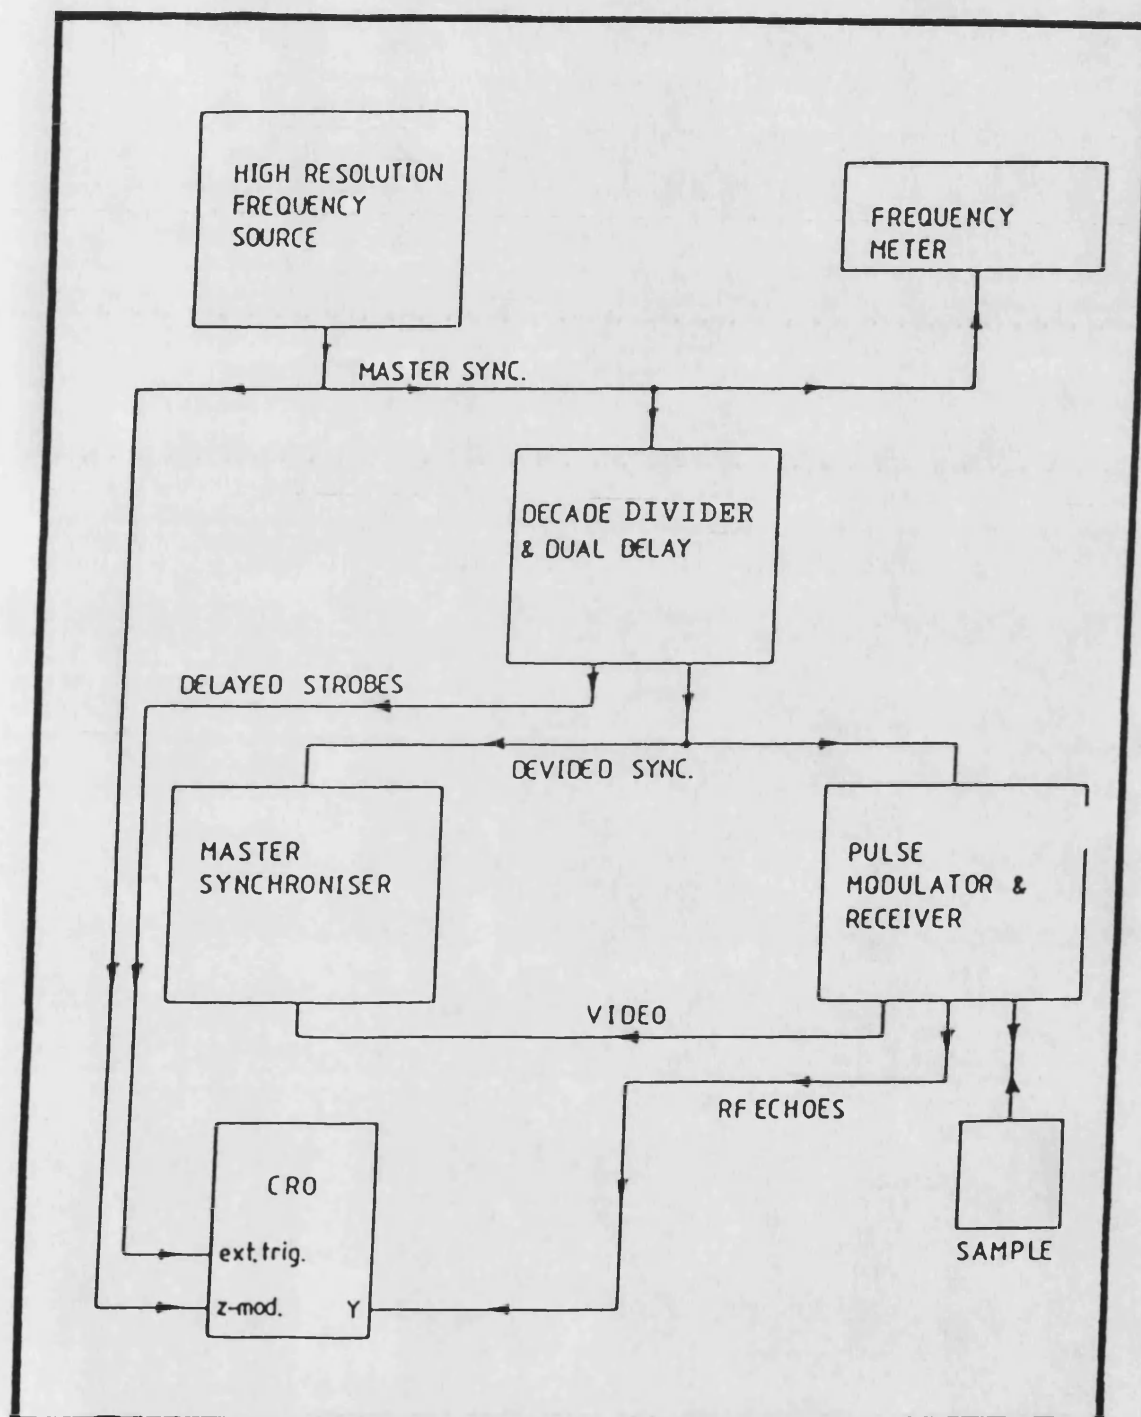 HIGH RESOLUTION
FREQUENCY
SOURCE
FREQUENCY
METER
MASTER SYNC.
DECADE DIVIDER
& DUAL DELAY
DELAYED STROBES
DEVIDED SYNC.
MASTER
SYNCHRONISER
PULSE
MODULATOR &
RECEIVER
VIDEO
RF ECHOES
CRO
ext. trig.
z-mod. Y
SAMPLE